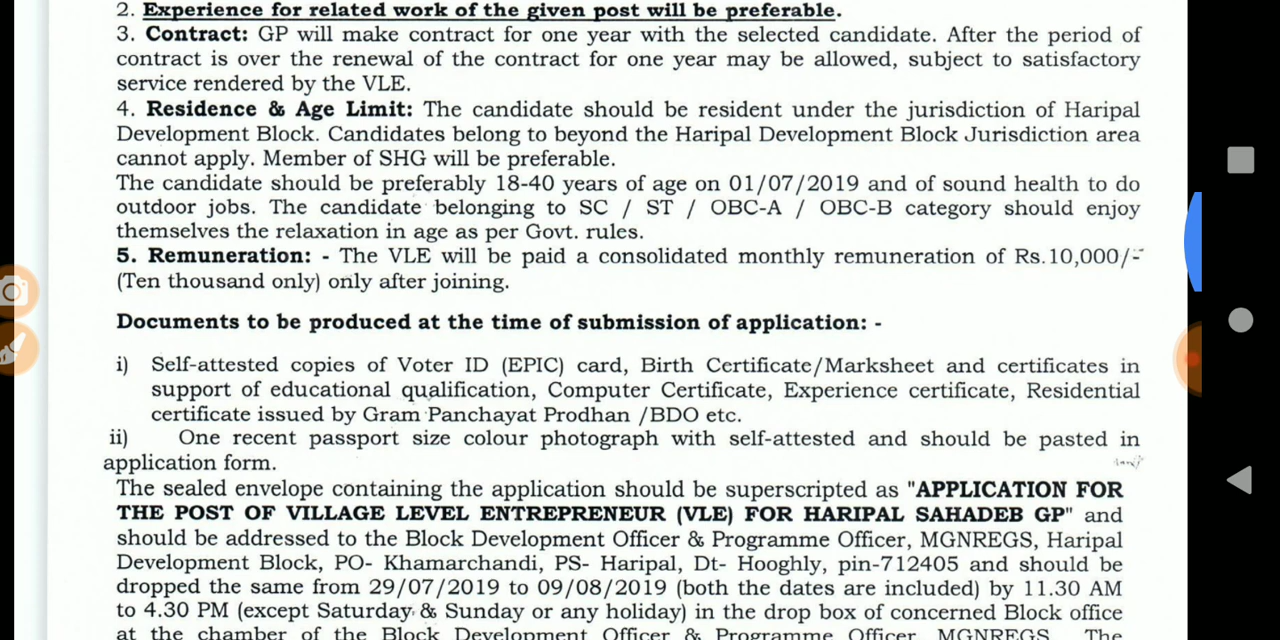 2. Experience for related work of the given post will be preferable.
3. Contract: GP will make contract for one year with the selected candidate. After the period of
contract is over the renewal of the contract for one year may be allowed, subject to satisfactory
service rendered by the VLE.
4. Residence & Age Limit: The candidate should be resident under the jurisdiction of Haripal
Development Block. Candidates belong to beyond the Haripal Development Block Jurisdiction area
cannot apply. Member of SHG will be preferable.
The candidate should be preferably 18-40 years of age on 01/07/2019 and of sound health to do
outdoor jobs. The candidate belonging to SC / ST / OBC-A / OBC-B category should enjoy
themselves the relaxation in age as per Govt. rules.
5. Remuneration: - The VLE will be paid a consolidated monthly remuneration of Rs.10,000/-
(Ten thousand only) only after joining.
Documents to be produced at the time of submission of application: -
i) Self-attested copies of Voter ID (EPIC) card, Birth Certificate/Marksheet and certificates in
support of educational qualification, Computer Certificate, Experience certificate, Residential
certificate issued by Gram Panchayat Prodhan /BDO etc.
ii) One recent passport size colour photograph with self-attested and should be pasted in
application form.
The sealed envelope containing the application should be superscripted as "APPLICATION FOR
THE POST OF VILLAGE LEVEL ENTREPRENEUR (VLE) FOR HARIPAL SAHADEB GP" and
should be addressed to the Block Development Officer & Programme Officer, MGNREGS, Haripal
Development Block, PO- Khamarchandi, PS- Haripal, Dt- Hooghly, pin-712405 and should be
dropped the same from 29/07/2019 to 09/08/2019 (both the dates are included) by 11.30 AM
to 4.30 PM (except Saturday & Sunday or any holiday) in the drop box of concerned Block office
at the chamber of the Block Development Officer & Programme Officer, MGNREGS. The